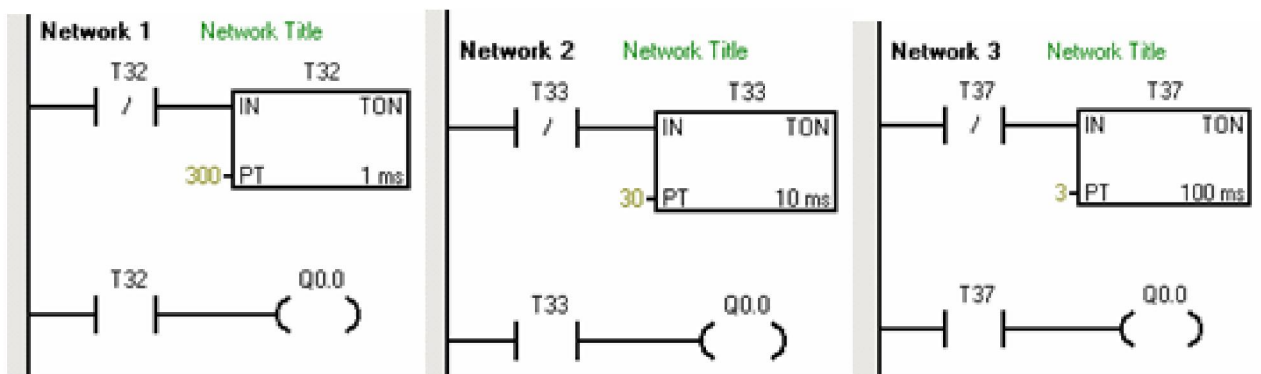 Network 1 Network Title
T32 T32
/ IN TON
300 PT 1 ms
T32 Q0.0
Network 2 Network Title
T33 T33
/ IN TON
30 PT 10 ms
T33 Q0.0
Network 3 Network Title
T37 T37
/ IN TON
3 PT 100 ms
T37 Q0.0